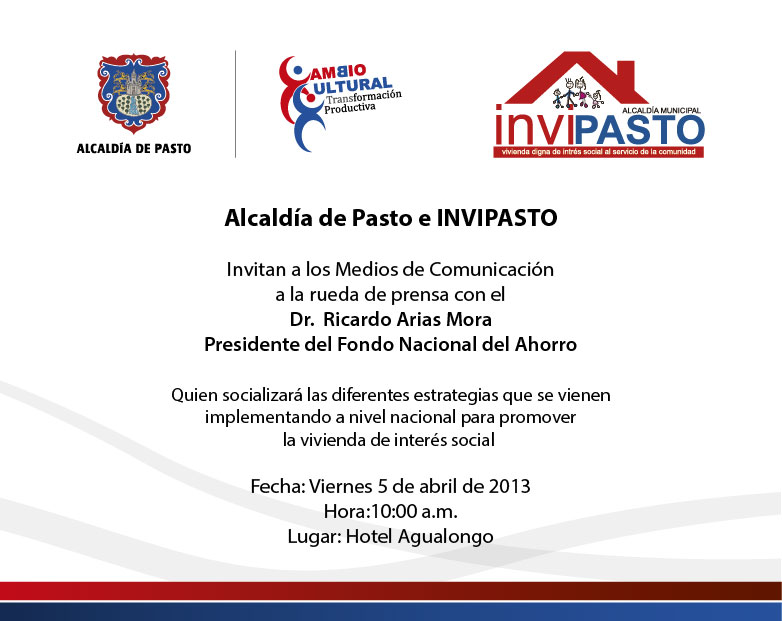 ALCALDÍA DE PASTO
CAMBIO
CULTURAL
Transformación
Productiva
ALCALDÍA MUNICIPAL
inviPASTO
vivienda digna de intrés social al servicio de la comunidad
Alcaldía de Pasto e INVIPASTO
Invitan a los Medios de Comunicación
a la rueda de prensa con el
Dr. Ricardo Arias Mora
Presidente del Fondo Nacional del Ahorro
Quien socializará las diferentes estrategias que se vienen
implementando a nivel nacional para promover
la vivienda de interés social
Fecha: Viernes 5 de abril de 2013
Hora:10:00 a.m.
Lugar: Hotel Agualongo